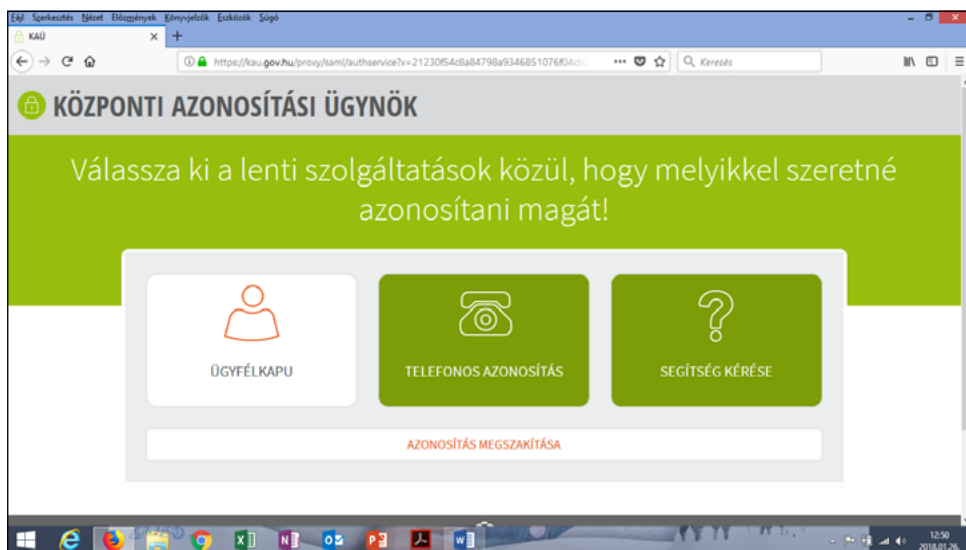 Fájl Szerkesztés Nézet Előzmények Könyvjelzők Eszközök Súgó
KAÜ
https://kau.gov.hu/proxy/saml/authservice?x=
Keresés
KÖZPONTI AZONOSÍTÁSI ÜGYNÖK
Válassza ki a lenti szolgáltatások közül, hogy melyikkel szeretné
azonosítani magát!
ÜGYFÉLKAPU
TELEFONOS AZONOSÍTÁS
SEGÍTSÉG KÉRÉSE
AZONOSÍTÁS MEGSZAKÍTÁSA
12:50
2018.01.26.